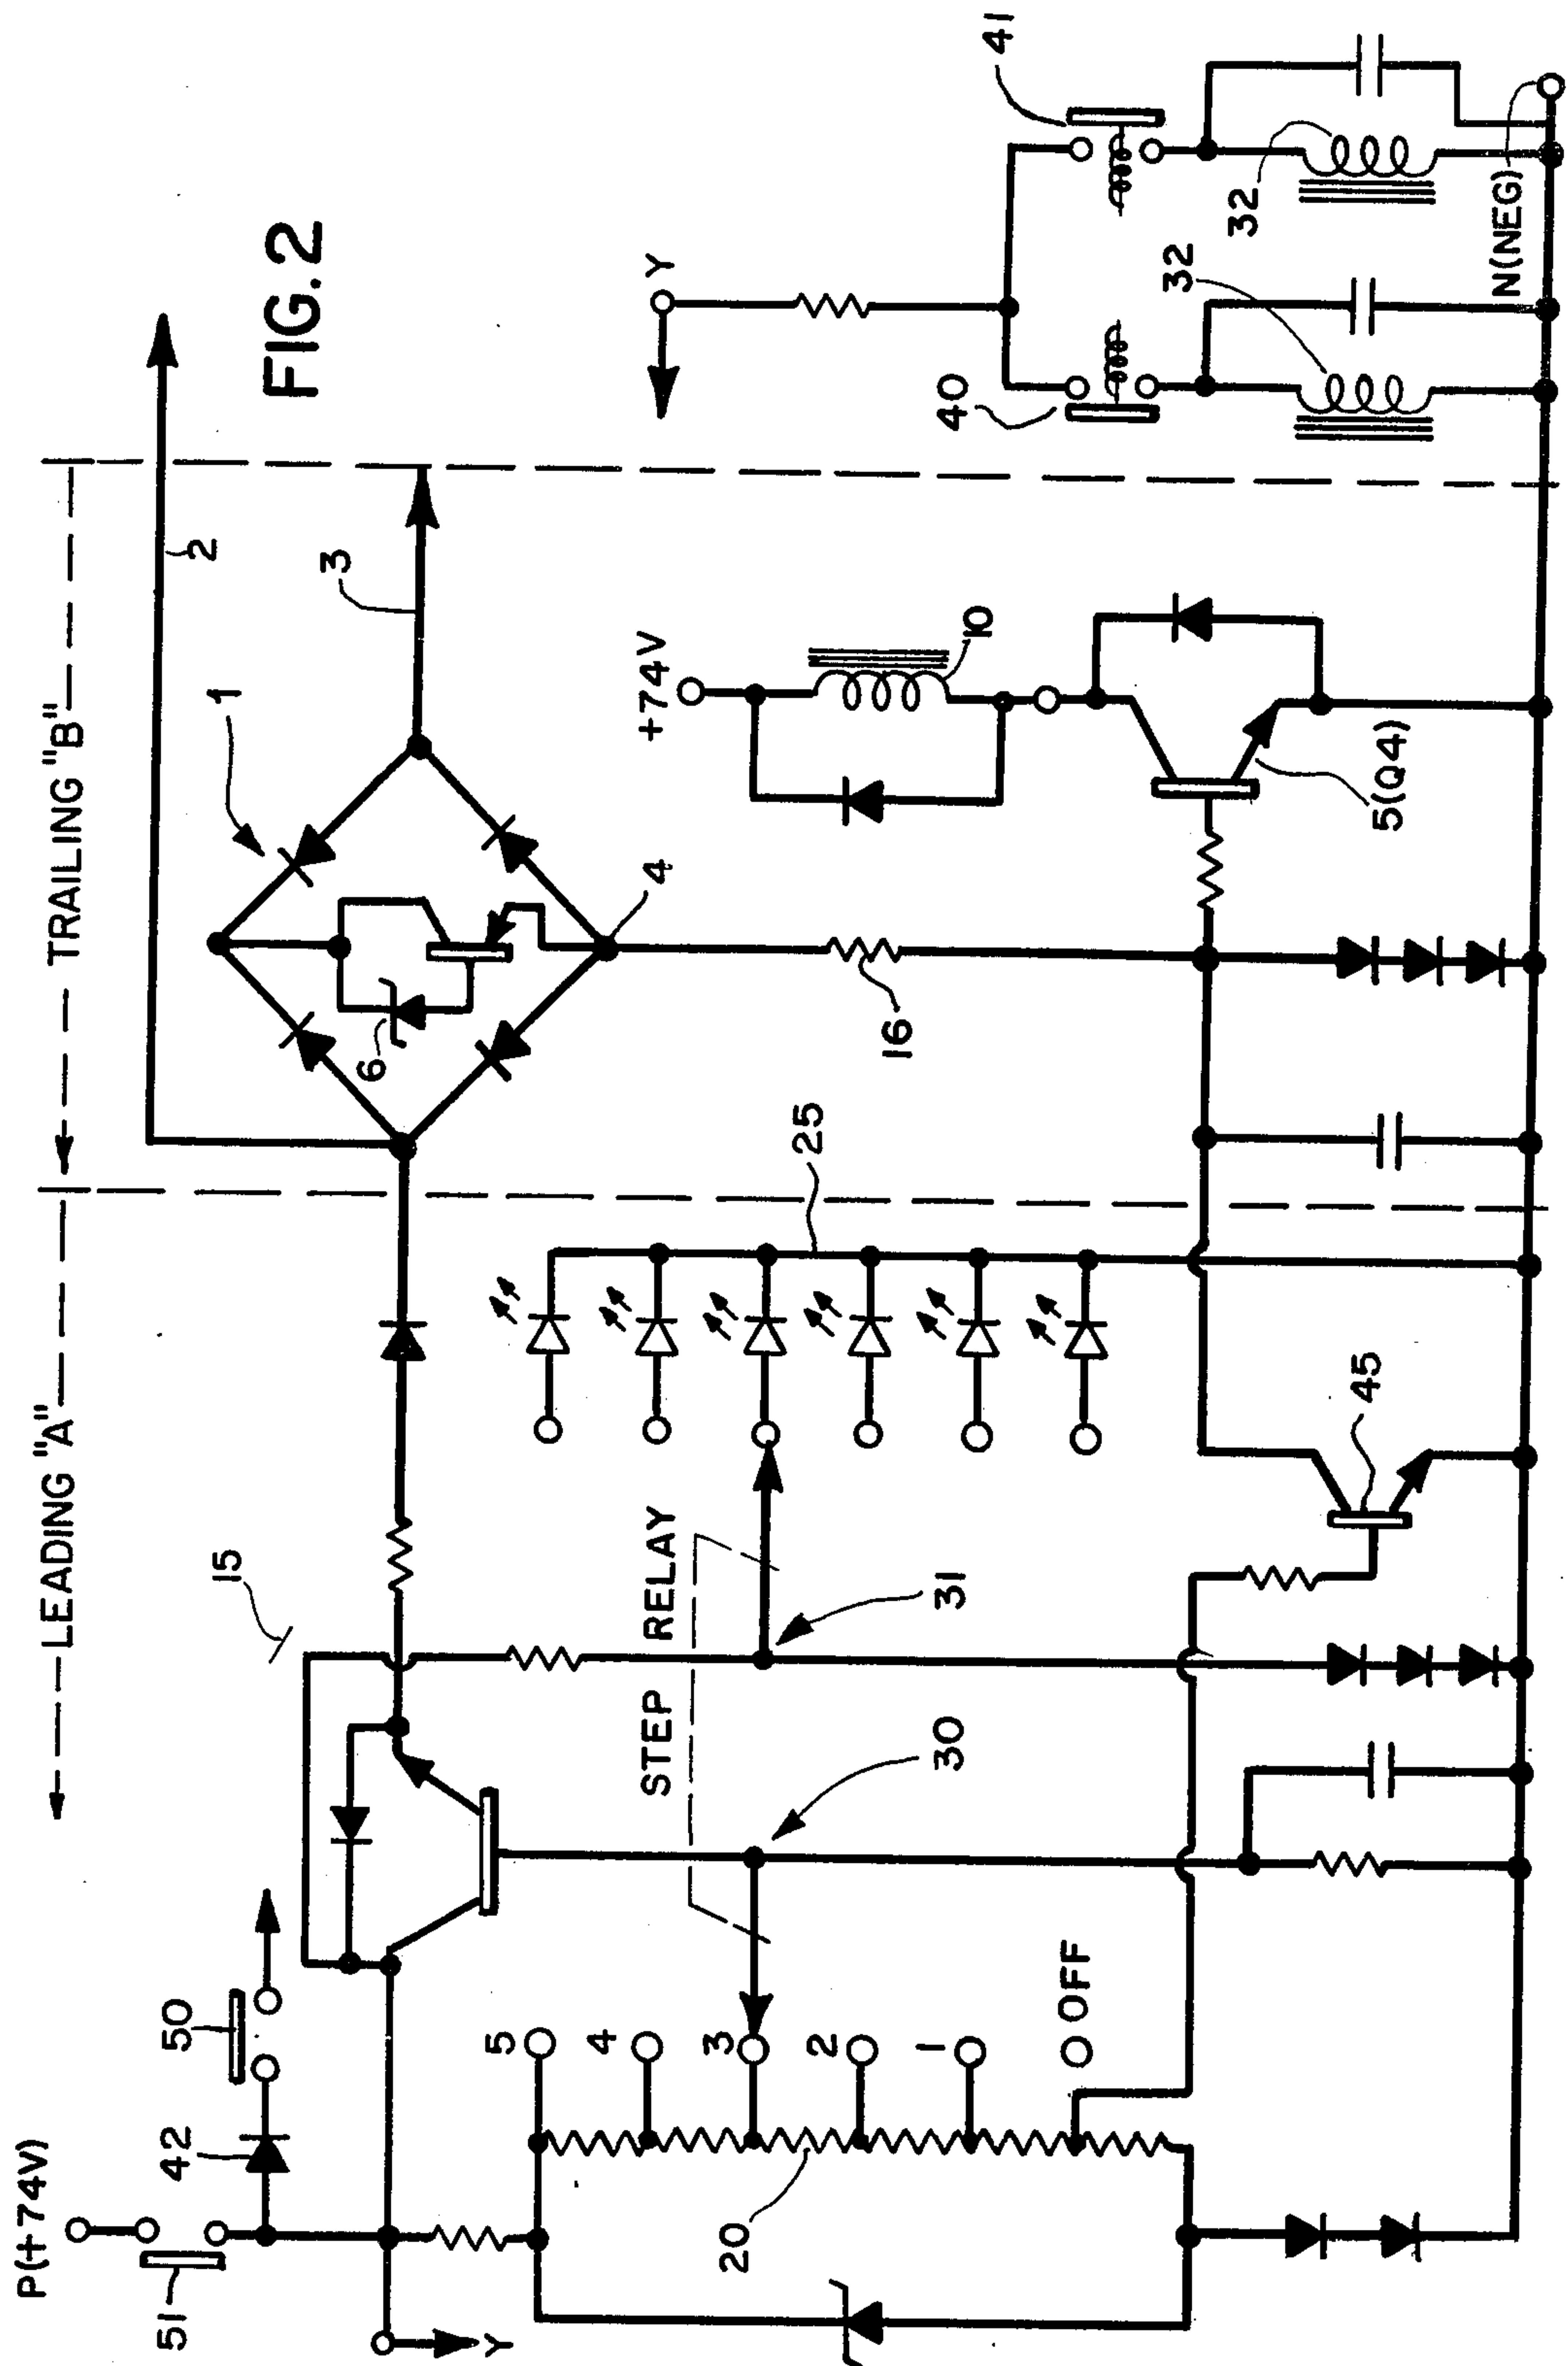 FIG. 2
LEADING "A"
TRAILING "B"
P(+74V)
51
42
50
15
1
2
3
Y
5
4
3
2
1
OFF
20
STEP RELAY
30
31
25
6
4
16
+74V
10
5(Q4)
45
Y
40
41
32
32
N(NEG)